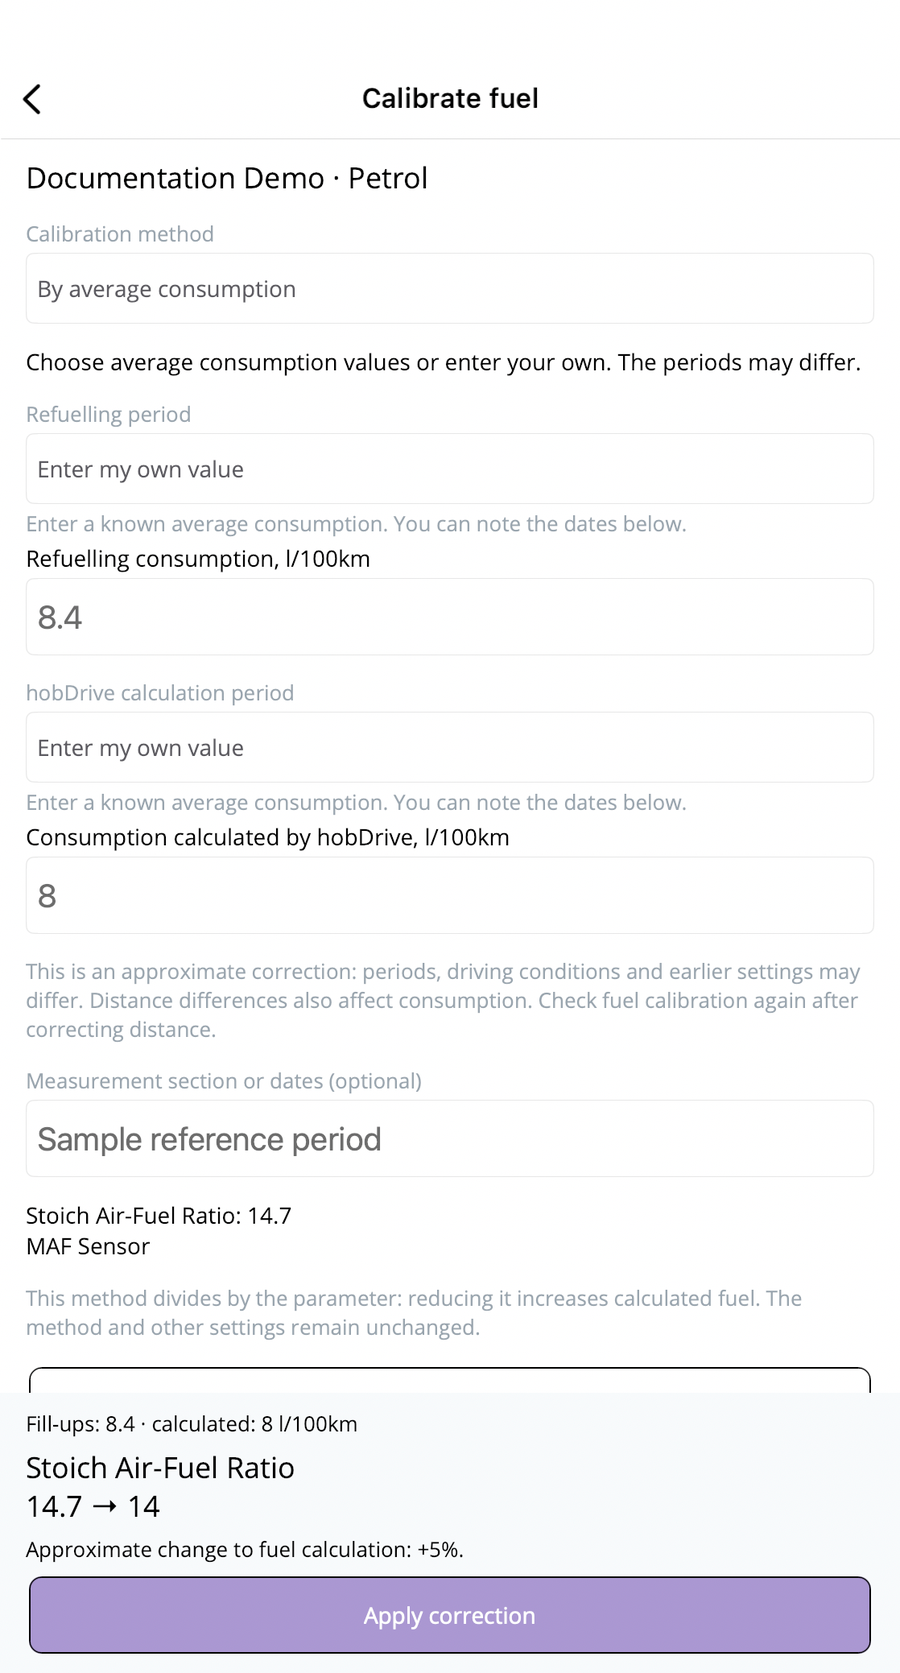 Calibrate fuel
Documentation Demo · Petrol
Calibration method
By average consumption
Choose average consumption values or enter your own. The periods may differ.
Refuelling period
Enter my own value
Enter a known average consumption. You can note the dates below.
Refuelling consumption, l/100km
8.4
hobDrive calculation period
Enter my own value
Enter a known average consumption. You can note the dates below.
Consumption calculated by hobDrive, l/100km
8
This is an approximate correction: periods, driving conditions and earlier settings may
differ. Distance differences also affect consumption. Check fuel calibration again after
correcting distance.
Measurement section or dates (optional)
Sample reference period
Stoich Air-Fuel Ratio: 14.7
MAF Sensor
This method divides by the parameter: reducing it increases calculated fuel. The
method and other settings remain unchanged.
Fill-ups: 8.4 · calculated: 8 l/100km
Stoich Air-Fuel Ratio
14.7 → 14
Approximate change to fuel calculation: +5%.
Apply correction